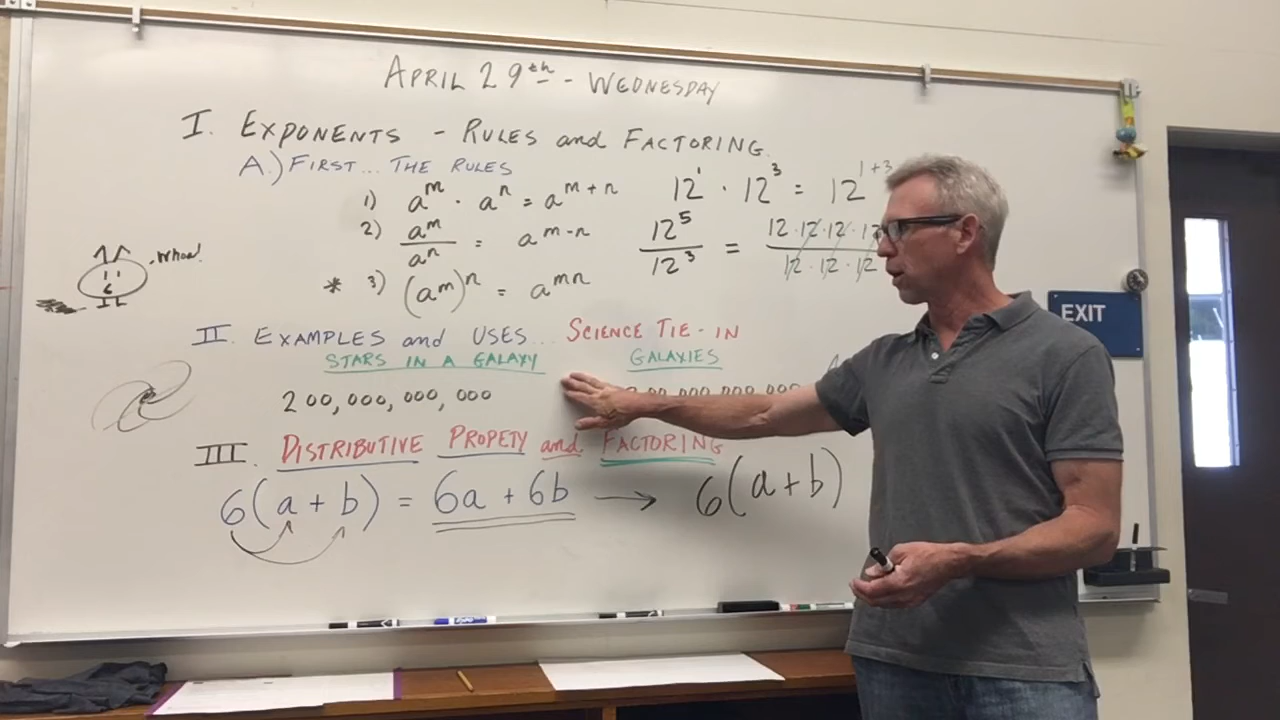 APRIL 29th - WEDNESDAY
I. EXPONENTS - RULES and FACTORING
A.) FIRST... THE RULES
1) a^m · a^n = a^(m+n) 12^1 · 12^3 = 12^(1+3)
2) a^m / a^n = a^(m-n) 12^5 / 12^3 = 12·12·12·12 / 12·12·12
* 3) (a^m)^n = a^(mn)
Whoa!
II. EXAMPLES and USES... SCIENCE TIE-IN
STARS IN A GALAXY GALAXIES
200,000,000,000
III. DISTRIBUTIVE PROPETY and FACTORING
6(a + b) = 6a + 6b → 6(a+b)
EXIT
EXPO